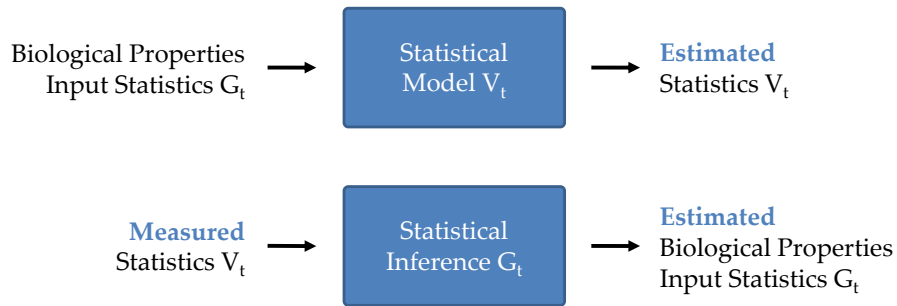 Biological Properties
Input Statistics Gt
Statistical
Model Vt
Estimated
Statistics Vt
Measured
Statistics Vt
Statistical
Inference Gt
Estimated
Biological Properties
Input Statistics Gt